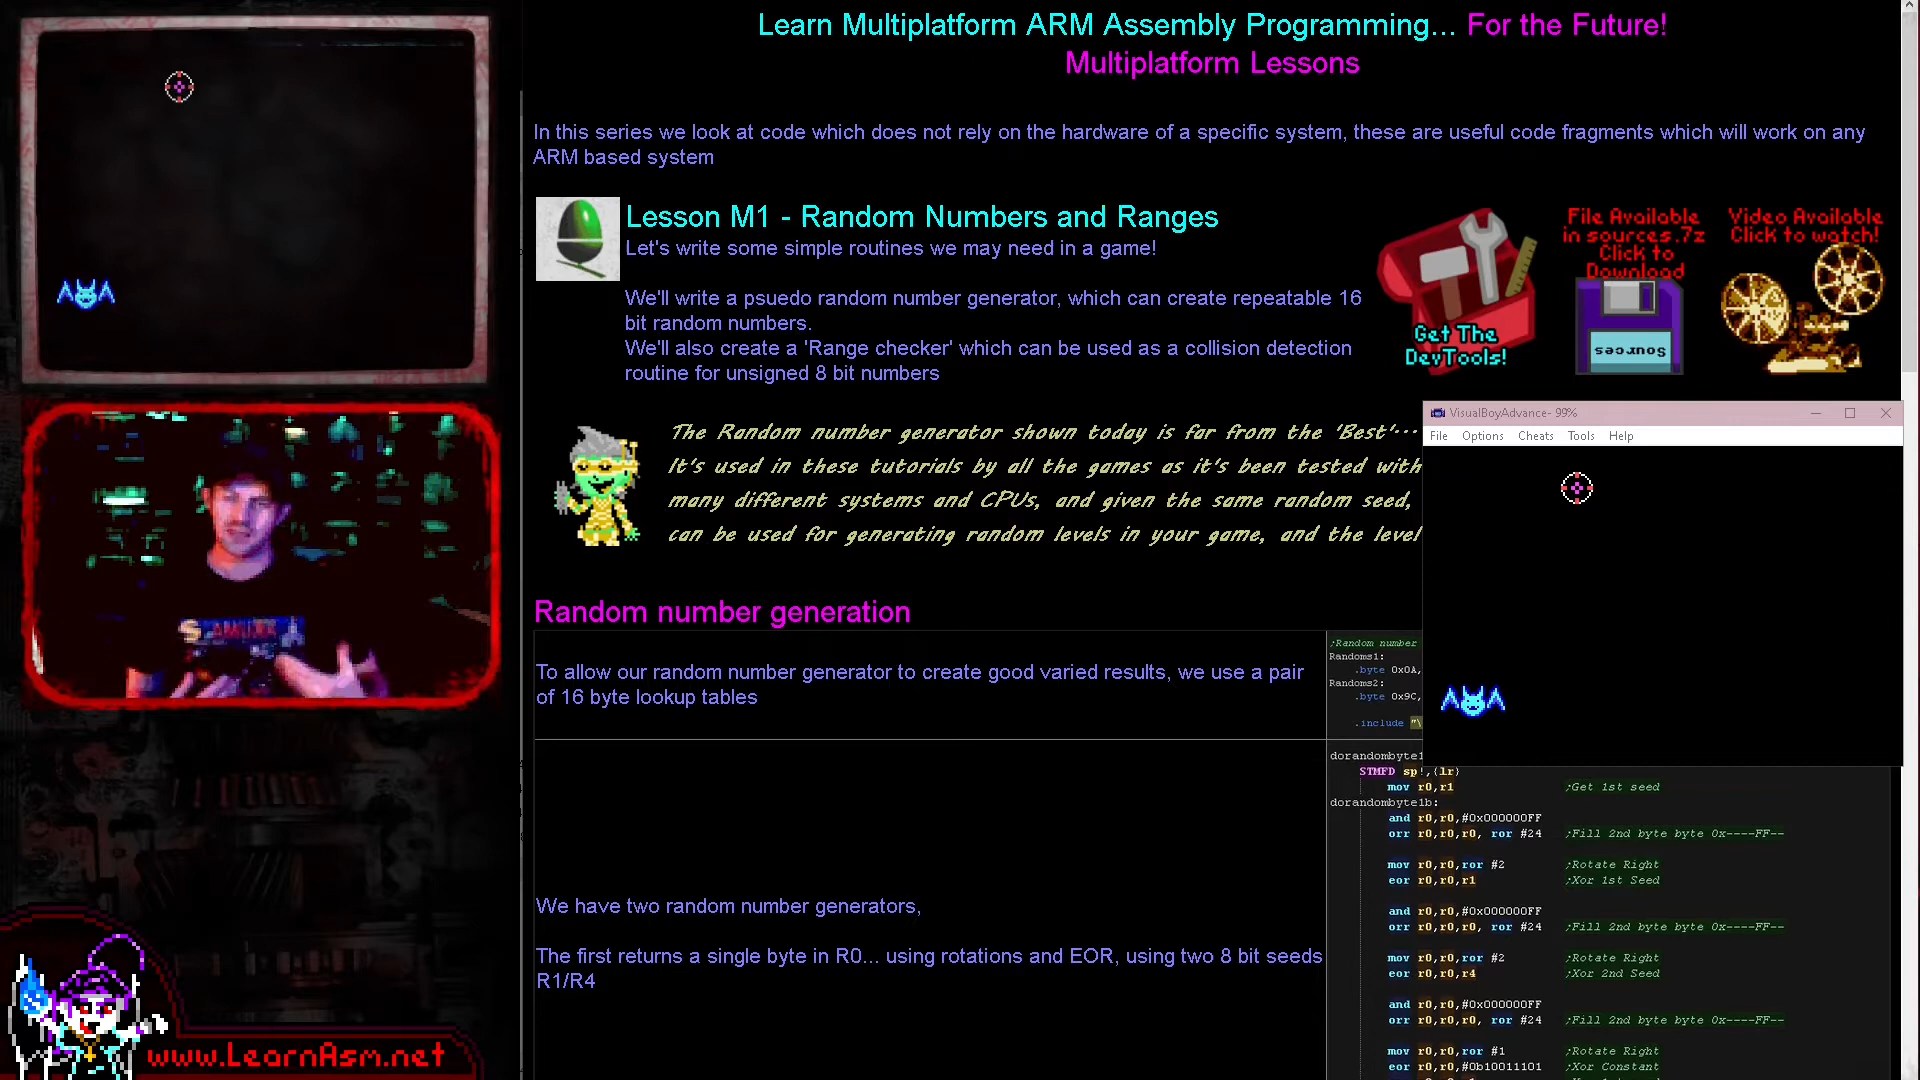 Learn Multiplatform ARM Assembly Programming... For the Future!
Multiplatform Lessons
In this series we look at code which does not rely on the hardware of a specific system, these are useful code fragments which will work on any
ARM based system
Lesson M1 - Random Numbers and Ranges
Let's write some simple routines we may need in a game!
We'll write a psuedo random number generator, which can create repeatable 16
bit random numbers.
We'll also create a 'Range checker' which can be used as a collision detection
routine for unsigned 8 bit numbers
Get The
DevTools!
File Available
in sources.7z
Click to
Download
Sources
Video Available
Click to watch!
The Random number generator shown today is far from the 'Best'...
It's used in these tutorials by all the games as it's been tested with
many different systems and CPUs, and given the same random seed,
can be used for generating random levels in your game, and the level
VisualBoyAdvance- 99%
File Options Cheats Tools Help
Random number generation
To allow our random number generator to create good varied results, we use a pair
of 16 byte lookup tables
;Random number
Randoms1:
.byte 0x0A,
Randoms2:
.byte 0x9C,
.include "\
We have two random number generators,
The first returns a single byte in R0... using rotations and EOR, using two 8 bit seeds
R1/R4
dorandombyte1
STMFD sp!,{lr}
mov r0,r1 ;Get 1st seed
dorandombyte1b:
and r0,r0,#0x000000FF
orr r0,r0,r0, ror #24 ;Fill 2nd byte byte 0x----FF--
mov r0,r0,ror #2 ;Rotate Right
eor r0,r0,r1 ;Xor 1st Seed
and r0,r0,#0x000000FF
orr r0,r0,r0, ror #24 ;Fill 2nd byte byte 0x----FF--
mov r0,r0,ror #2 ;Rotate Right
eor r0,r0,r4 ;Xor 2nd Seed
and r0,r0,#0x000000FF
orr r0,r0,r0, ror #24 ;Fill 2nd byte byte 0x----FF--
mov r0,r0,ror #1 ;Rotate Right
eor r0,r0,#0b10011101 ;Xor Constant
www.LearnAsm.net